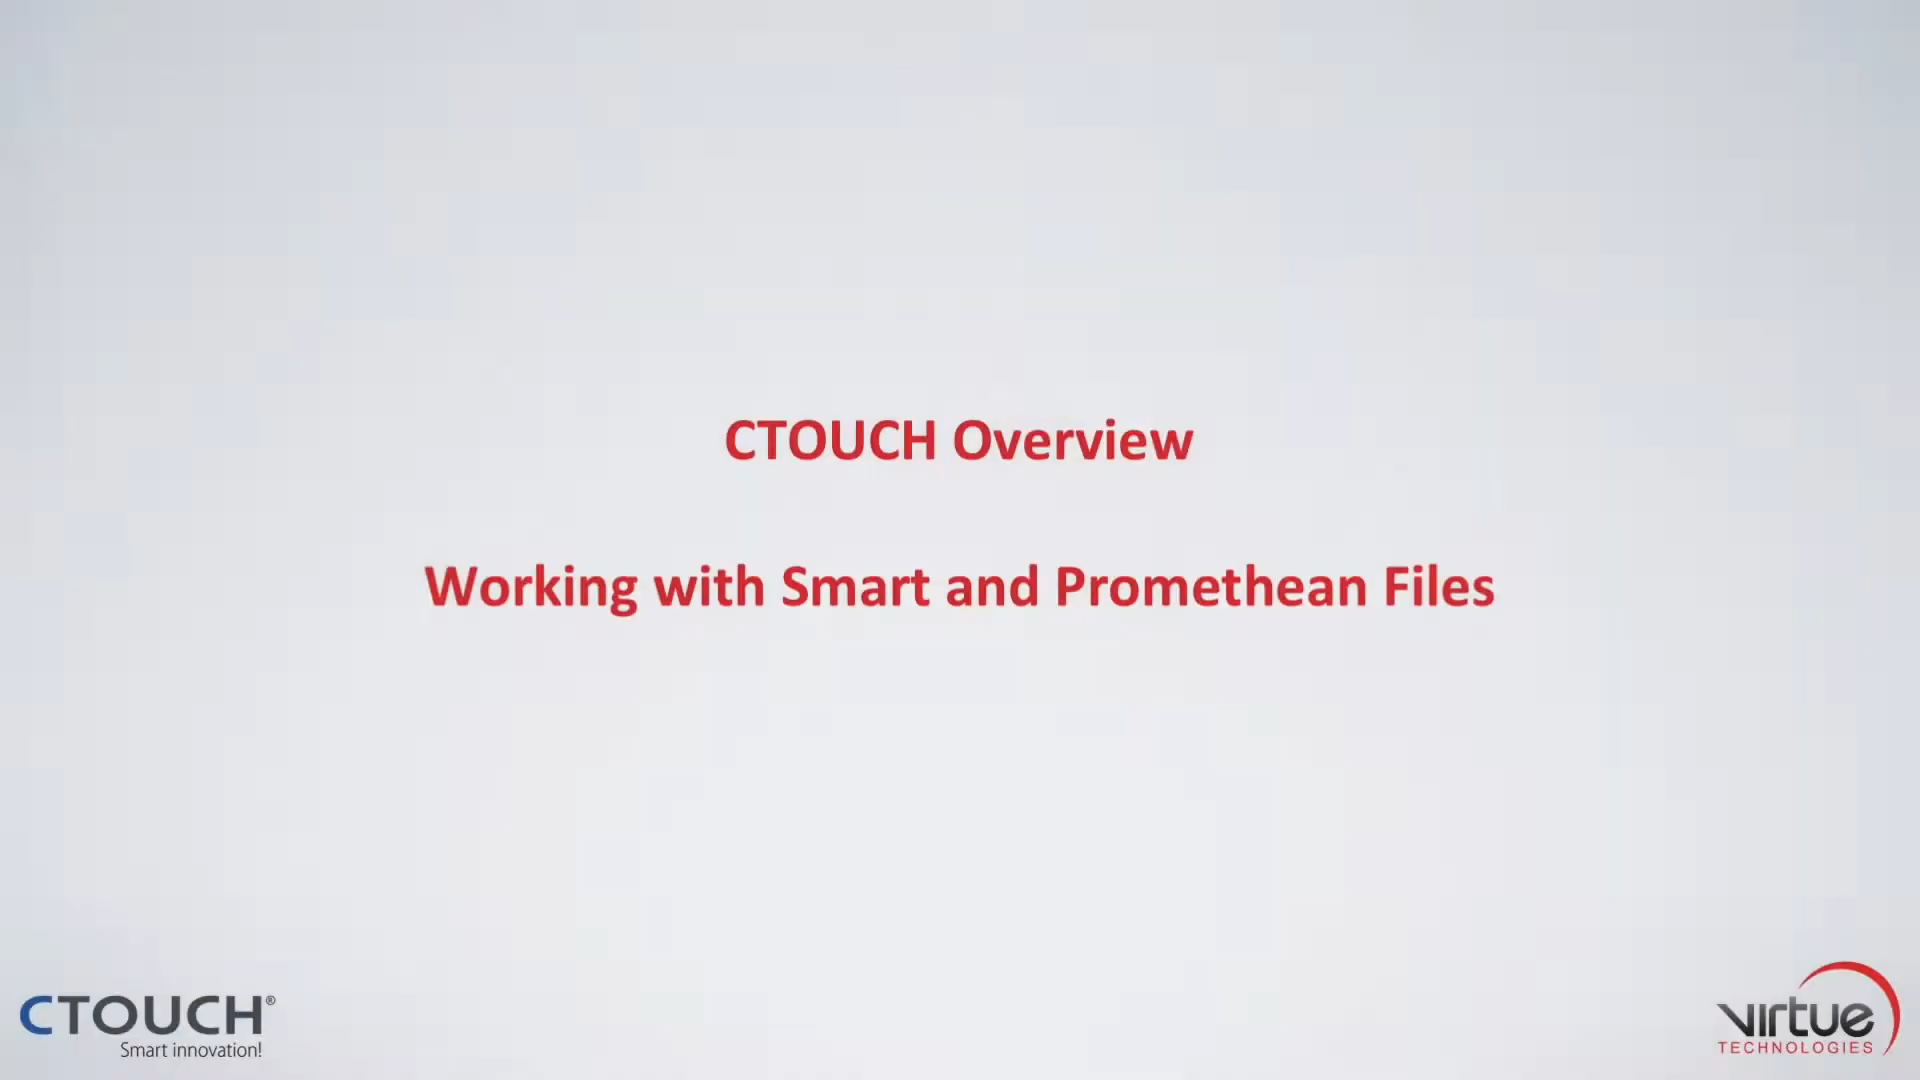 CTOUCH Overview
Working with Smart and Promethean Files
CTOUCH®
Smart innovation!
virtue
TECHNOLOGIES